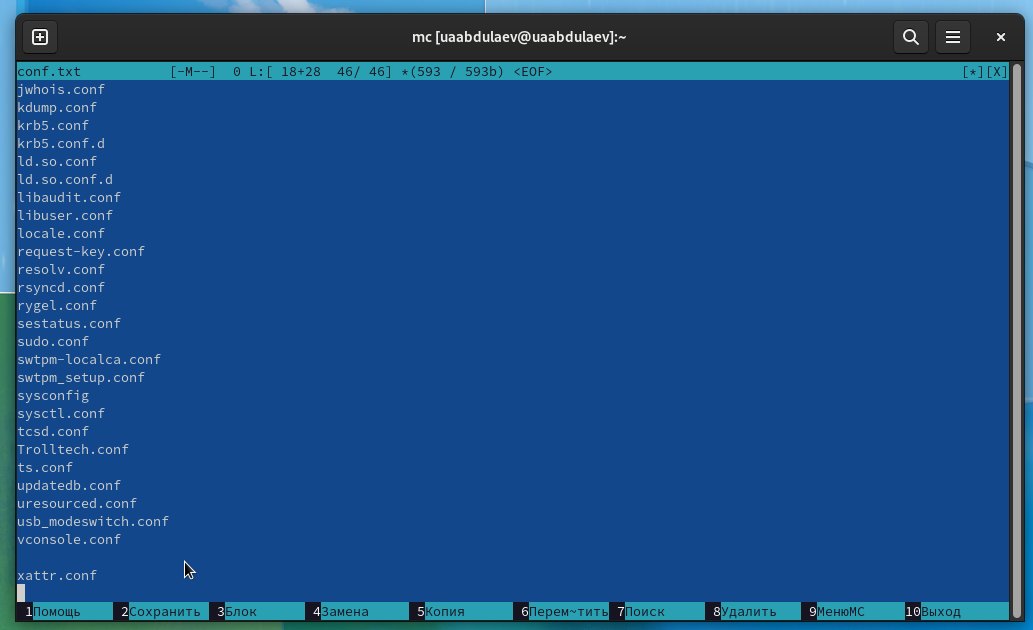 mc [uaabdulaev@uaabdulaev]:~
conf.txt [-M--] 0 L:[ 18+28 46/ 46] *(593 / 593b) <EOF> [*][X]
jwhois.conf
kdump.conf
krb5.conf
krb5.conf.d
ld.so.conf
ld.so.conf.d
libaudit.conf
libuser.conf
locale.conf
request-key.conf
resolv.conf
rsyncd.conf
rygel.conf
sestatus.conf
sudo.conf
swtpm-localca.conf
swtpm_setup.conf
sysconfig
sysctl.conf
tcsd.conf
Trolltech.conf
ts.conf
updatedb.conf
uresourced.conf
usb_modeswitch.conf
vconsole.conf
xattr.conf
1Помощь 2Сохранить 3Блок 4Замена 5Копия 6Перем~тить 7Поиск 8Удалить 9МенюMC 10Выход